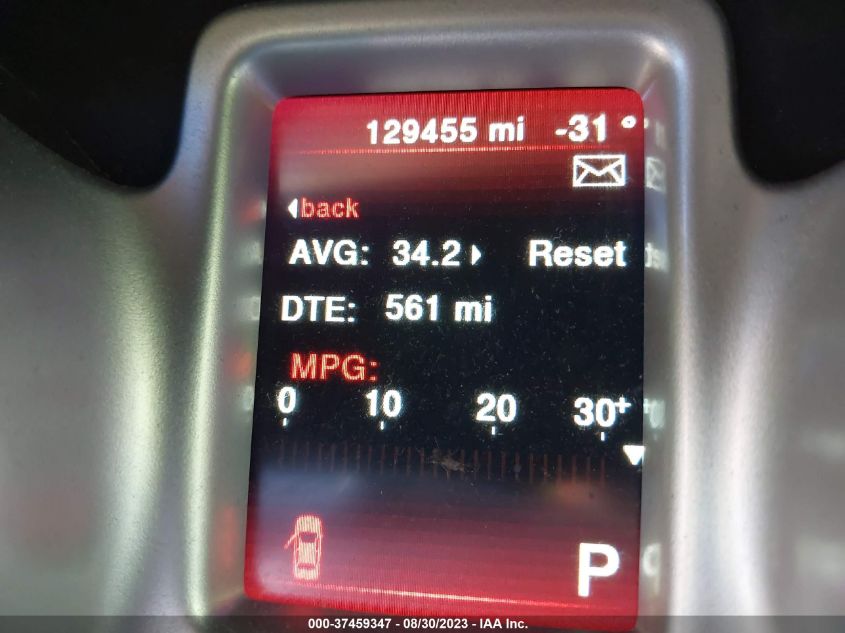 129455 mi -31°
back
AVG: 34.2 Reset
DTE: 561 mi
MPG:
0 10 20 30+
P
000-37459347 - 08/30/2023 - IAA Inc.